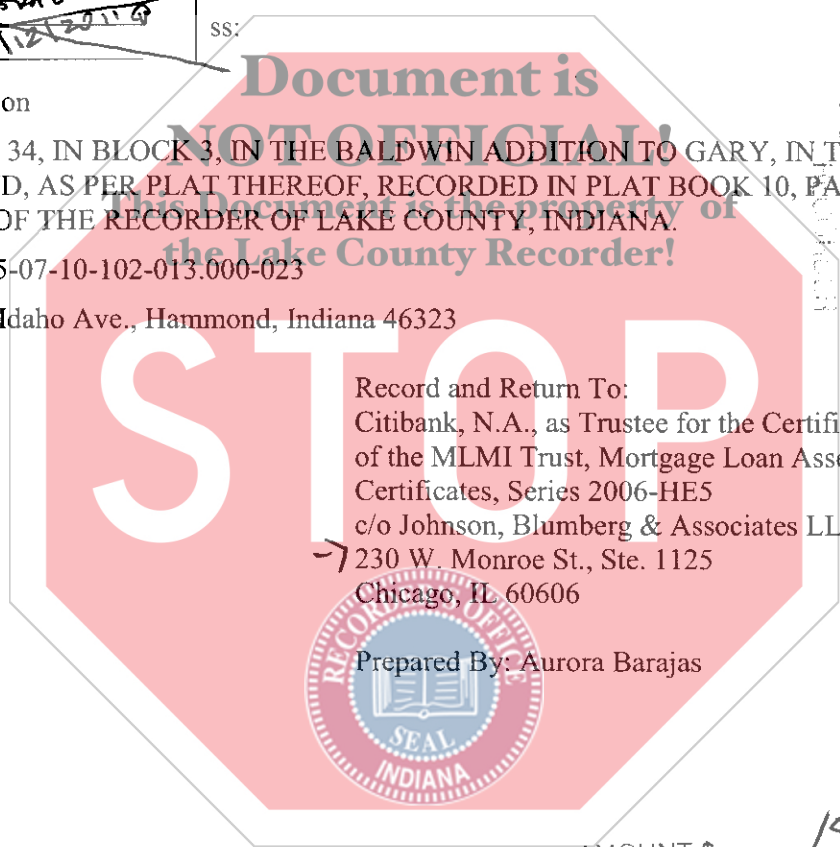 12/2011
ss:
Document is
on
NOT OFFICIAL!
34, IN BLOCK 3, IN THE BALDWIN ADDITION TO GARY, IN T
D, AS PER PLAT THEREOF, RECORDED IN PLAT BOOK 10, PA
This Document is the property of
OF THE RECORDER OF LAKE COUNTY, INDIANA.
the Lake County Recorder!
5-07-10-102-013.000-023
Idaho Ave., Hammond, Indiana 46323
STOP
Record and Return To:
Citibank, N.A., as Trustee for the Certifi
of the MLMI Trust, Mortgage Loan Asse
Certificates, Series 2006-HE5
c/o Johnson, Blumberg & Associates LL
230 W. Monroe St., Ste. 1125
Chicago, IL 60606
Prepared By: Aurora Barajas
RECORDER'S OFFICE
SEAL
INDIANA
AMOUNT $